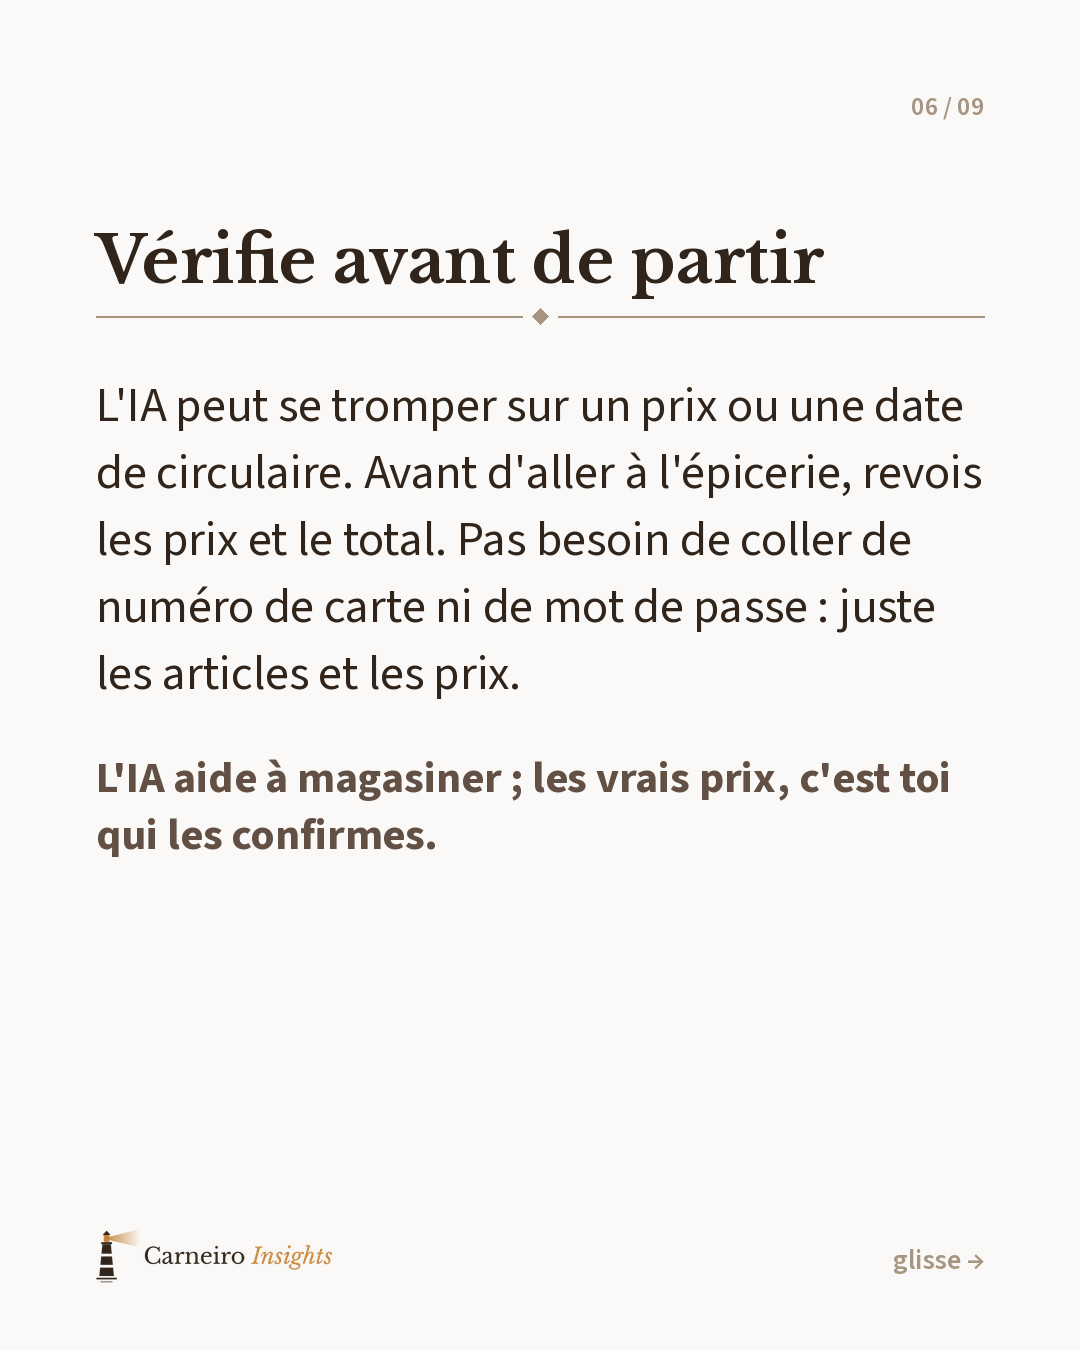 06 / 09
Vérifie avant de partir
L'IA peut se tromper sur un prix ou une date
de circulaire. Avant d'aller à l'épicerie, revois
les prix et le total. Pas besoin de coller de
numéro de carte ni de mot de passe : juste
les articles et les prix.
L'IA aide à magasiner ; les vrais prix, c'est toi
qui les confirmes.
Carneiro Insights
glisse →